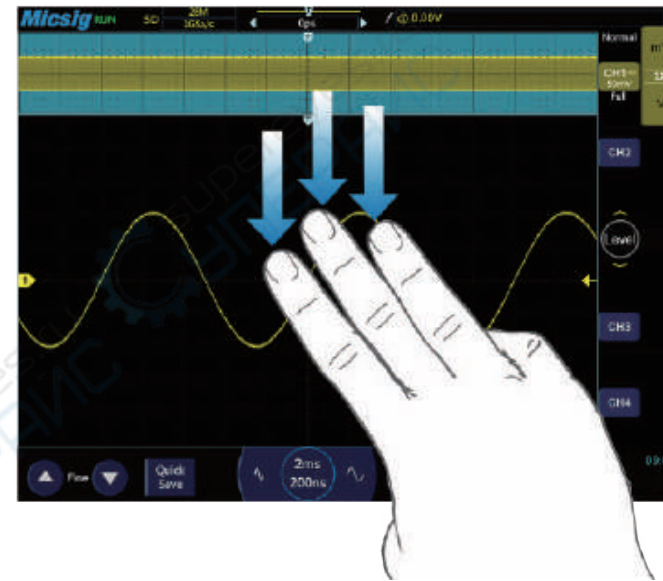 Micsig RUN SD 28M 1GSa/s 0ps 0.00V
Normal
CH1
50mV
Full
CH2
Level
CH3
CH4
Fine
Quick Save
2ms
200ns